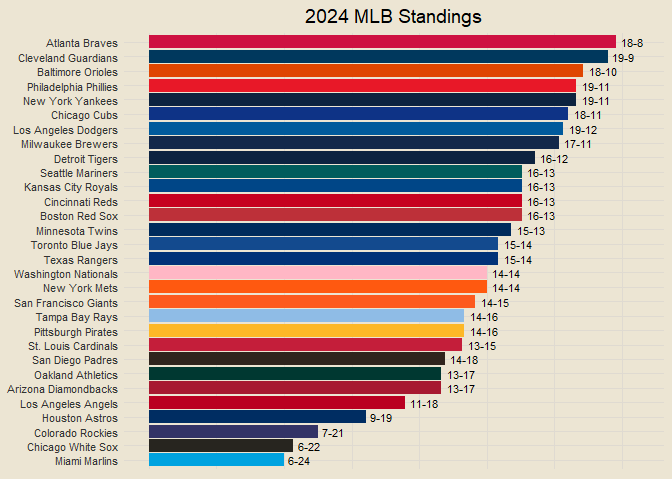 2024 MLB Standings
Atlanta Braves 18-8
Cleveland Guardians 19-9
Baltimore Orioles 18-10
Philadelphia Phillies 19-11
New York Yankees 19-11
Chicago Cubs 18-11
Los Angeles Dodgers 19-12
Milwaukee Brewers 17-11
Detroit Tigers 16-12
Seattle Mariners 16-13
Kansas City Royals 16-13
Cincinnati Reds 16-13
Boston Red Sox 16-13
Minnesota Twins 15-13
Toronto Blue Jays 15-14
Texas Rangers 15-14
Washington Nationals 14-14
New York Mets 14-14
San Francisco Giants 14-15
Tampa Bay Rays 14-16
Pittsburgh Pirates 14-16
St. Louis Cardinals 13-15
San Diego Padres 14-18
Oakland Athletics 13-17
Arizona Diamondbacks 13-17
Los Angeles Angels 11-18
Houston Astros 9-19
Colorado Rockies 7-21
Chicago White Sox 6-22
Miami Marlins 6-24